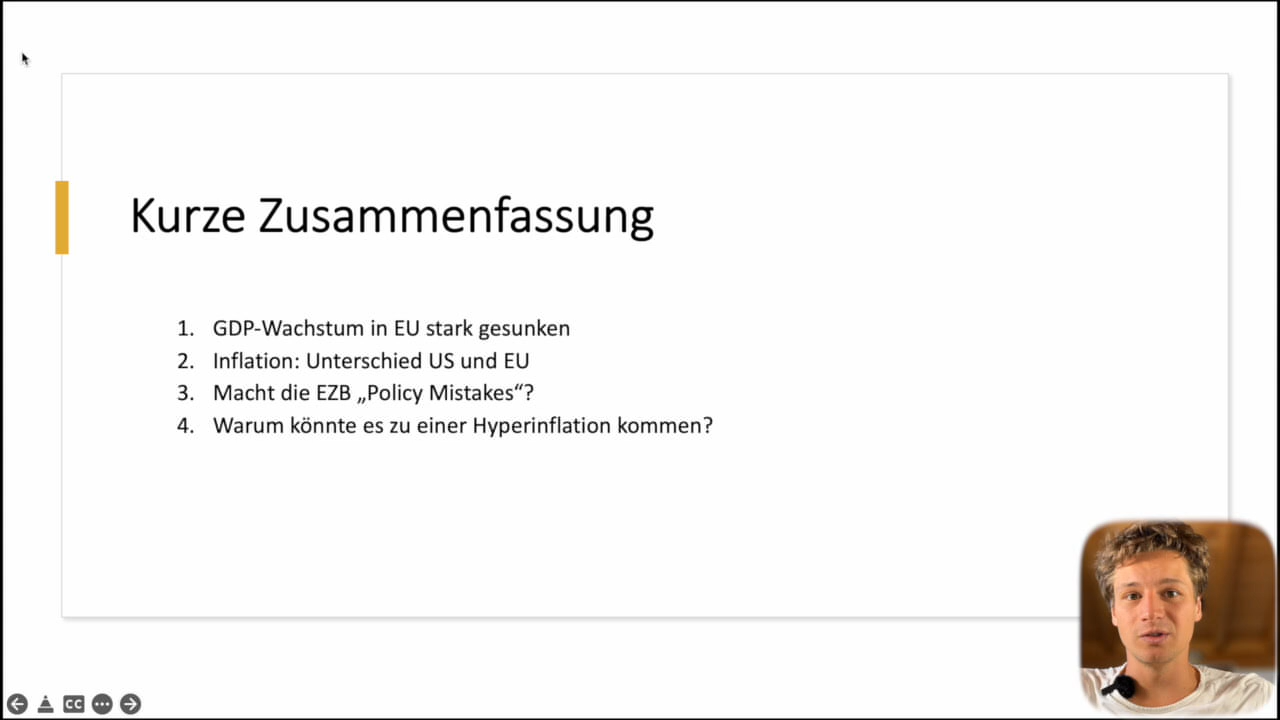 Kurze Zusammenfassung
1. GDP-Wachstum in EU stark gesunken
2. Inflation: Unterschied US und EU
3. Macht die EZB „Policy Mistakes“?
4. Warum könnte es zu einer Hyperinflation kommen?
CC